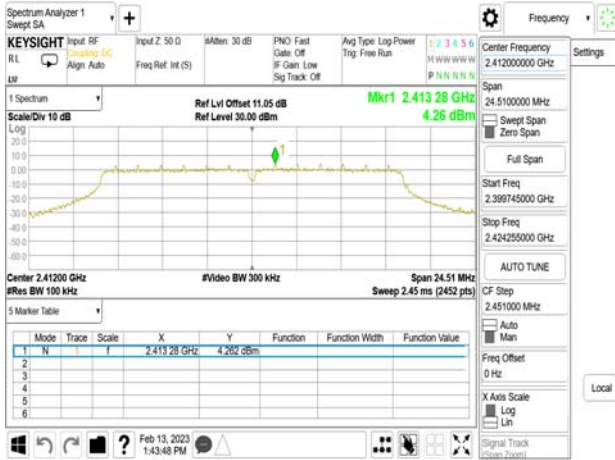 Spectrum Analyzer 1
Swept SA
+
Frequency
KEYSIGHT
RL
Input: RF
Coupling: DC
Align: Auto
Input Z: 50 Ω
Freq Ref: Int (S)
#Atten: 30 dB
PNO: Fast
Gate: Off
IF Gain: Low
Sig Track: Off
Avg Type: Log-Power
Trig: Free Run
1 2 3 4 5 6
M W W W W W
P N N N N N
1 Spectrum
Scale/Div 10 dB
Ref Lvl Offset 11.05 dB
Ref Level 30.00 dBm
Mkr1 2.413 28 GHz
4.26 dBm
Log
20.0
10.0
0.00
-10.0
-20.0
-30.0
-40.0
-50.0
-60.0
1
Center 2.41200 GHz
#Res BW 100 kHz
#Video BW 300 kHz
Span 24.51 MHz
Sweep 2.45 ms (2452 pts)
5 Marker Table
Mode Trace Scale X Y Function Function Width Function Value
1 N 1 f 2.413 28 GHz 4.262 dBm
2
3
4
5
6
Feb 13, 2023
1:43:48 PM
?
Center Frequency
2.412000000 GHz
Span
24.5100000 MHz
Swept Span
Zero Span
Full Span
Start Freq
2.399745000 GHz
Stop Freq
2.424255000 GHz
AUTO TUNE
CF Step
2.451000 MHz
Auto
Man
Freq Offset
0 Hz
X Axis Scale
Log
Lin
Signal Track
(Span Zoom)
Settings
Local